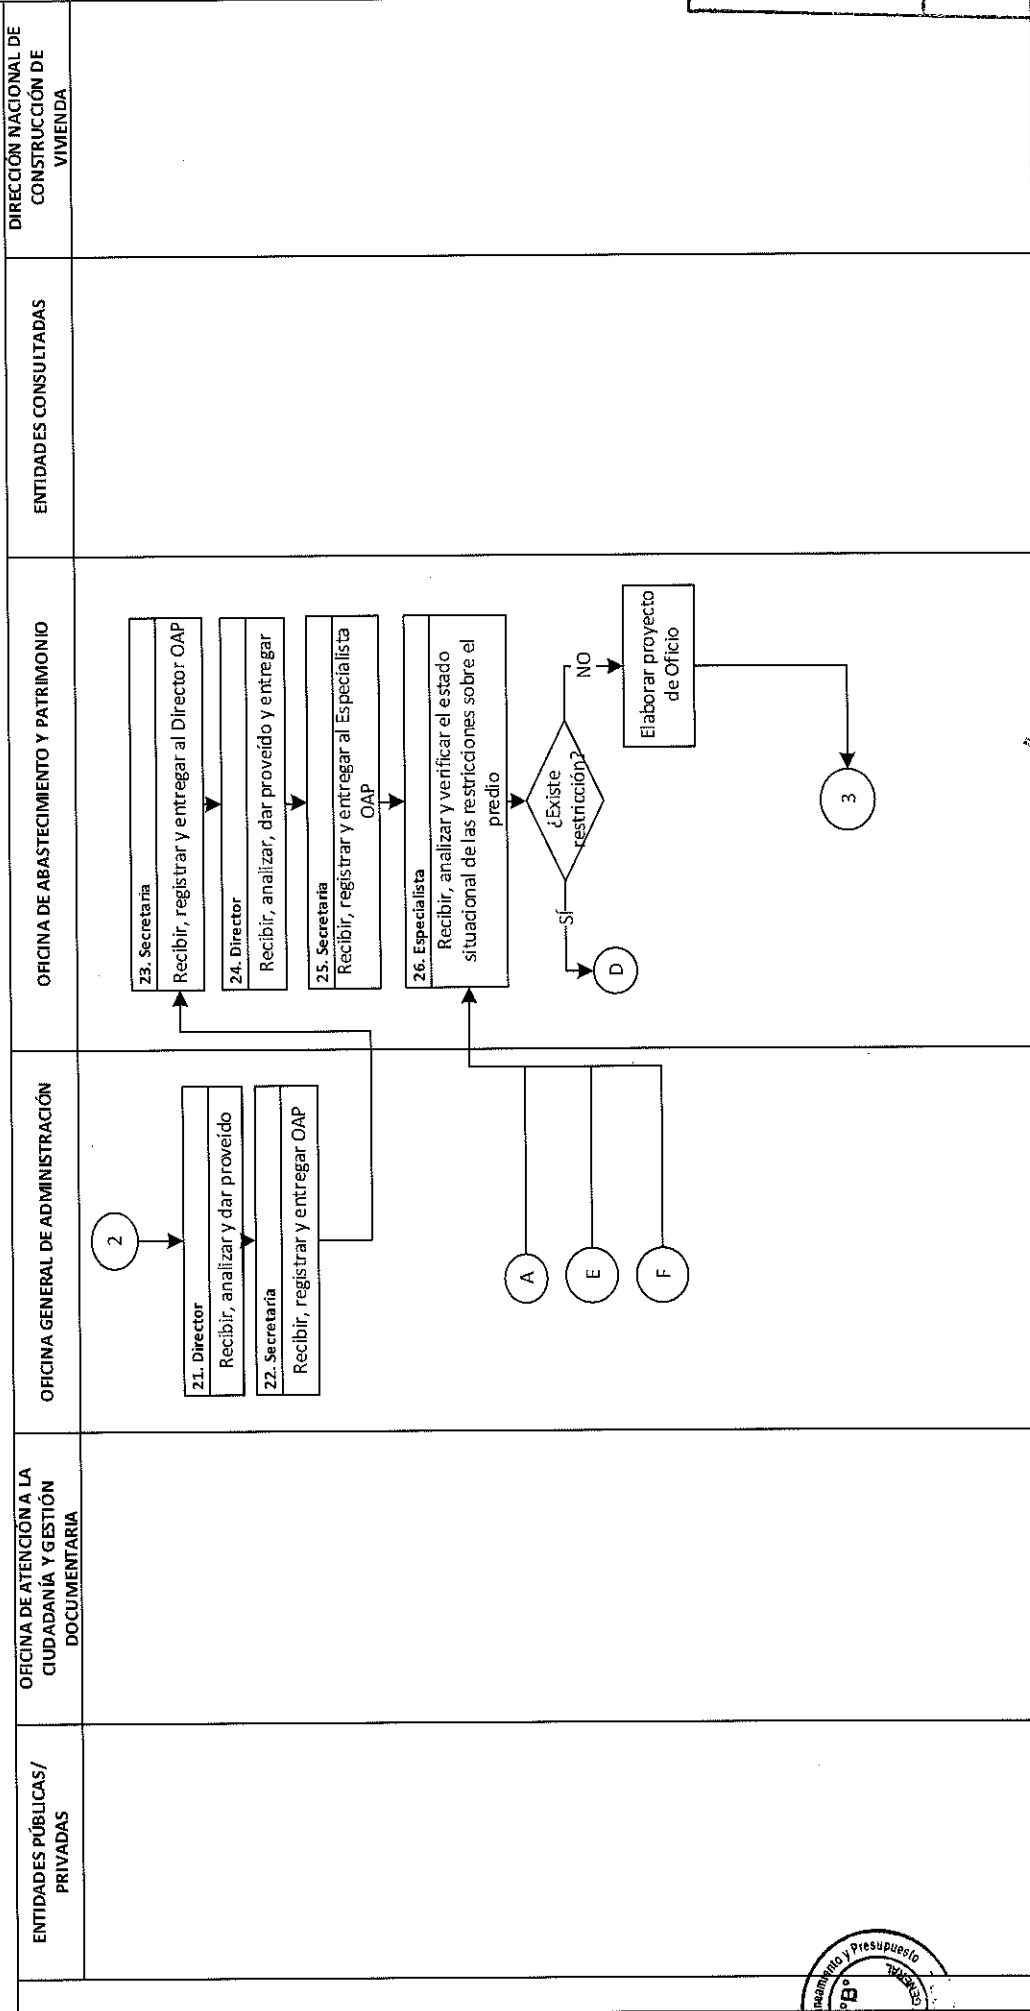 ENTIDADES PÚBLICAS/
PRIVADAS
OFICINA DE ATENCIÓN A LA
CIUDADANÍA Y GESTIÓN
DOCUMENTARIA
OFICINA GENERAL DE ADMINISTRACIÓN
OFICINA DE ABASTECIMIENTO Y PATRIMONIO
ENTIDADES CONSULTADAS
DIRECCIÓN NACIONAL DE
CONSTRUCCIÓN DE
VIVIENDA
2
21. Director
Recibir, analizar y dar proveído
22. Secretaria
Recibir, registrar y entregar OAP
A
E
F
23. Secretaria
Recibir, registrar y entregar al Director OAP
24. Director
Recibir, analizar, dar proveído y entregar
25. Secretaria
Recibir, registrar y entregar al Especialista
OAP
26. Especialista
Recibir, analizar y verificar el estado
situacional de las restricciones sobre el
predio
¿Existe
restricción?
SÍ
NO
D
Elaborar proyecto
de Oficio
3
y Presupuesto
GENERAL